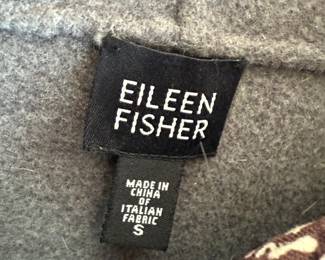 EILEEN
FISHER
MADE IN
CHINA
OF
ITALIAN
FABRIC
S